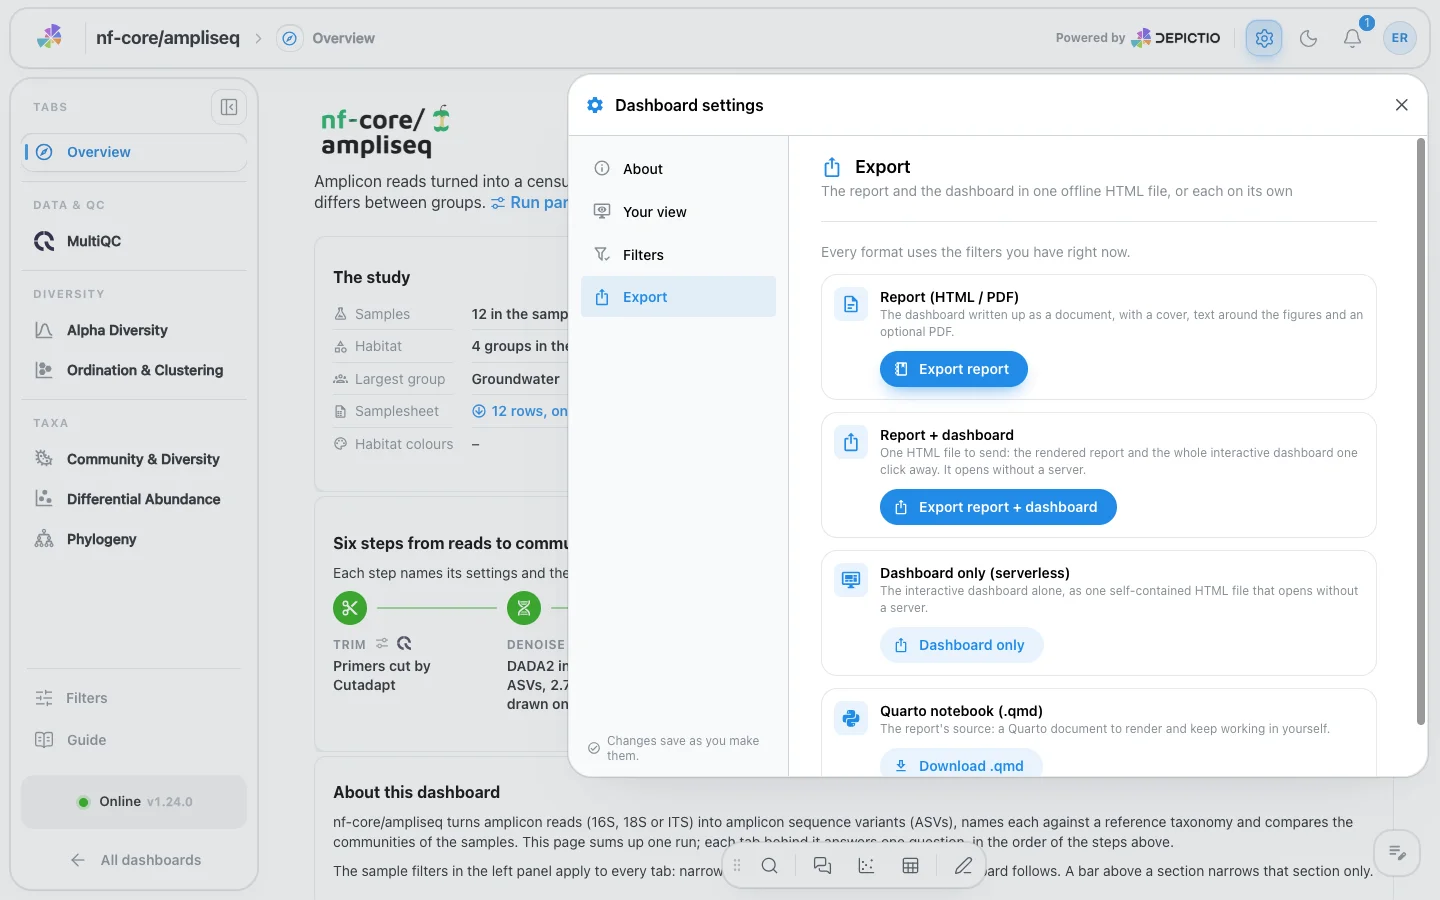 nf-core/ampliseq
Overview
Powered by DEPICTIO
1
ER
TABS
Overview
DATA & QC
MultiQC
DIVERSITY
Alpha Diversity
Ordination & Clustering
TAXA
Community & Diversity
Differential Abundance
Phylogeny
Filters
Guide
Online v1.24.0
All dashboards
nf-core/
ampliseq
Amplicon reads turned into a censu
differs between groups. Run par
The study
Samples 12 in the samp
Habitat 4 groups in the
Largest group Groundwater
Samplesheet 12 rows, on
Habitat colours –
Six steps from reads to commu
Each step names its settings and the
TRIM
Primers cut by
Cutadapt
DENOISE
DADA2 in
ASVs, 2.7
drawn on
About this dashboard
nf-core/ampliseq turns amplicon reads (16S, 18S or ITS) into amplicon sequence variants (ASVs), names each against a reference taxonomy and compares the
communities of the samples. This page sums up one run; each tab behind it answers one question, in the order of the steps above.
The sample filters in the left panel apply to every tab: narrow ard follows. A bar above a section narrows that section only.
Dashboard settings
About
Your view
Filters
Export
Changes save as you make
them.
Export
The report and the dashboard in one offline HTML file, or each on its own
Every format uses the filters you have right now.
Report (HTML / PDF)
The dashboard written up as a document, with a cover, text around the figures and an
optional PDF.
Export report
Report + dashboard
One HTML file to send: the rendered report and the whole interactive dashboard one
click away. It opens without a server.
Export report + dashboard
Dashboard only (serverless)
The interactive dashboard alone, as one self-contained HTML file that opens without
a server.
Dashboard only
Quarto notebook (.qmd)
The report's source: a Quarto document to render and keep working in yourself.
Download .qmd